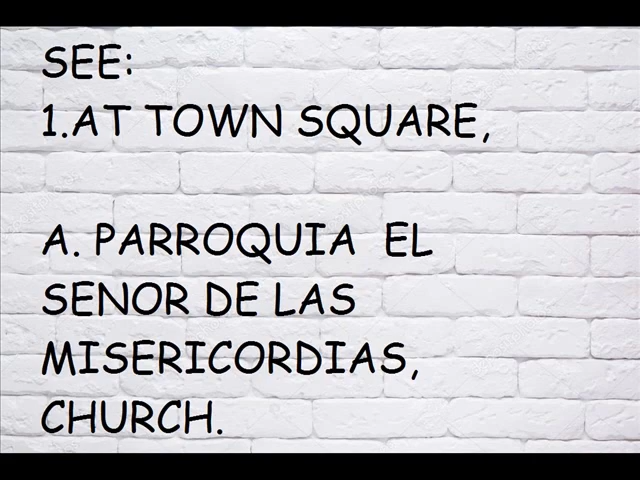 SEE:
1.AT TOWN SQUARE,
A. PARROQUIA EL
SENOR DE LAS
MISERICORDIAS,
CHURCH.